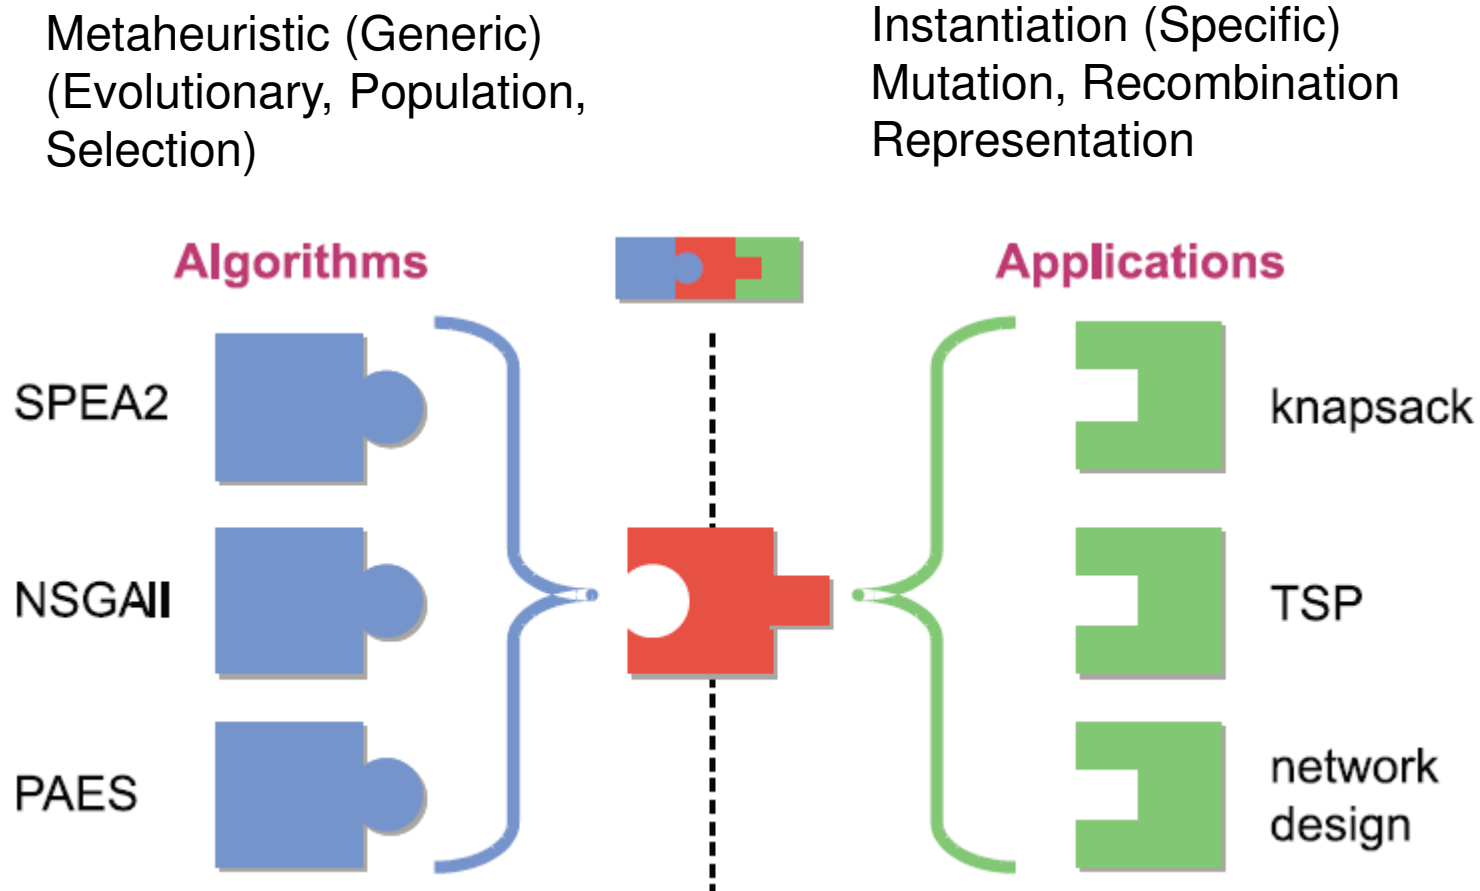 Metaheuristic (Generic)
(Evolutionary, Population,
Selection)
Instantiation (Specific)
Mutation, Recombination
Representation
Algorithms
Applications
SPEA2
knapsack
NSGAII
TSP
PAES
network
design